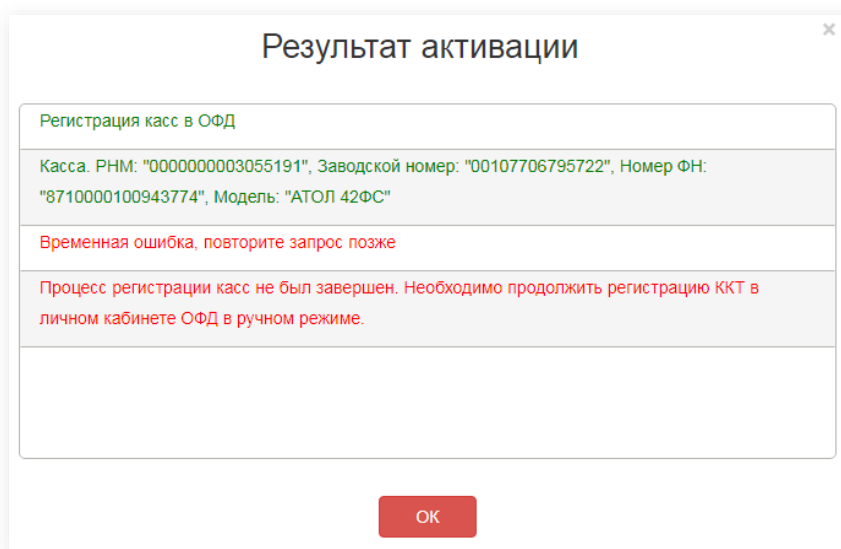 Результат активации
Регистрация касс в ОФД
Касса. РНМ: "0000000003055191", Заводской номер: "00107706795722", Номер ФН:
"8710000100943774", Модель: "АТОЛ 42ФС"
Временная ошибка, повторите запрос позже
Процесс регистрации касс не был завершен. Необходимо продолжить регистрацию ККТ в
личном кабинете ОФД в ручном режиме.
ОК